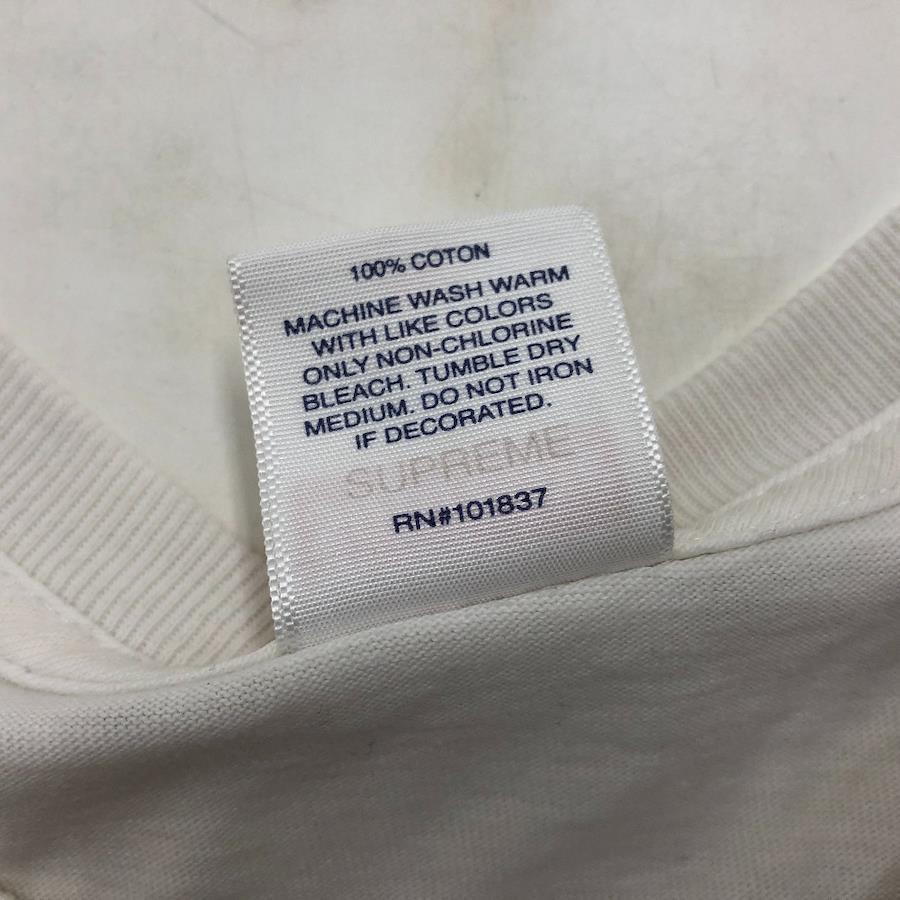 100% COTON
MACHINE WASH WARM
WITH LIKE COLORS
ONLY NON-CHLORINE
BLEACH. TUMBLE DRY
MEDIUM. DO NOT IRON
IF DECORATED.
SUPREME
RN#101837